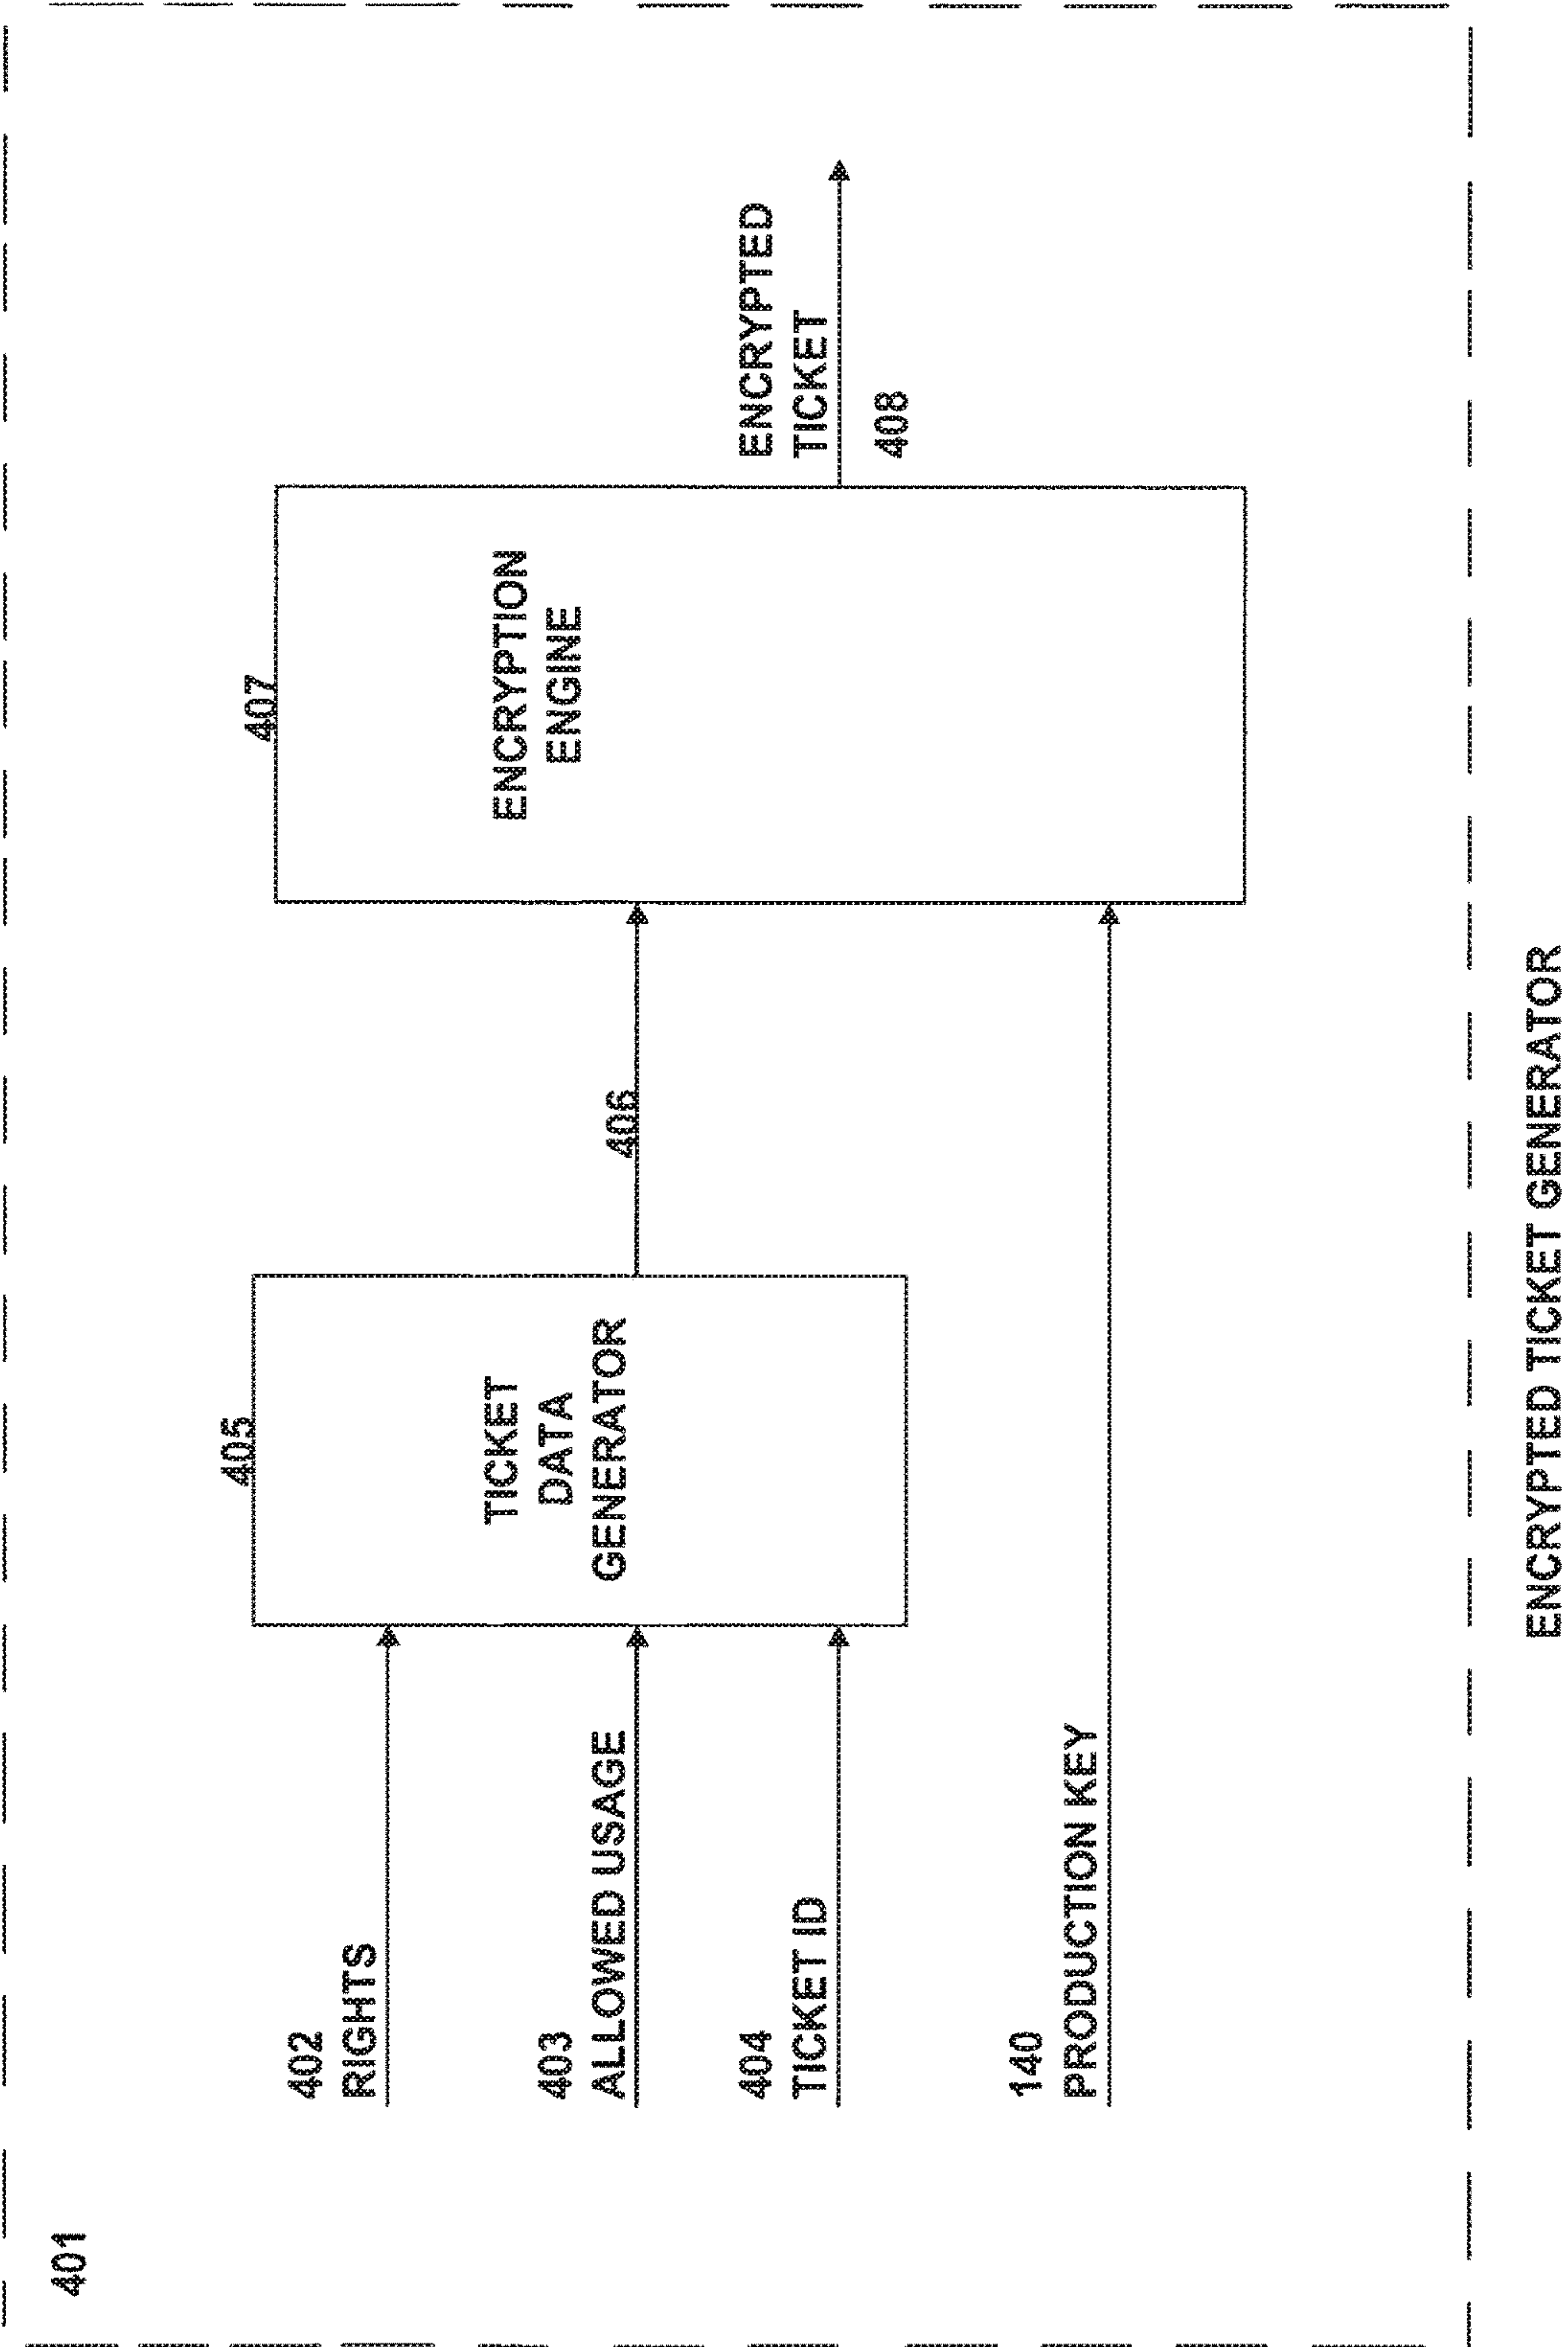 401
402
RIGHTS
403
ALLOWED USAGE
404
TICKET ID
140
PRODUCTION KEY
405
TICKET
DATA
GENERATOR
406
407
ENCRYPTION
ENGINE
ENCRYPTED
TICKET
408
ENCRYPTED TICKET GENERATOR